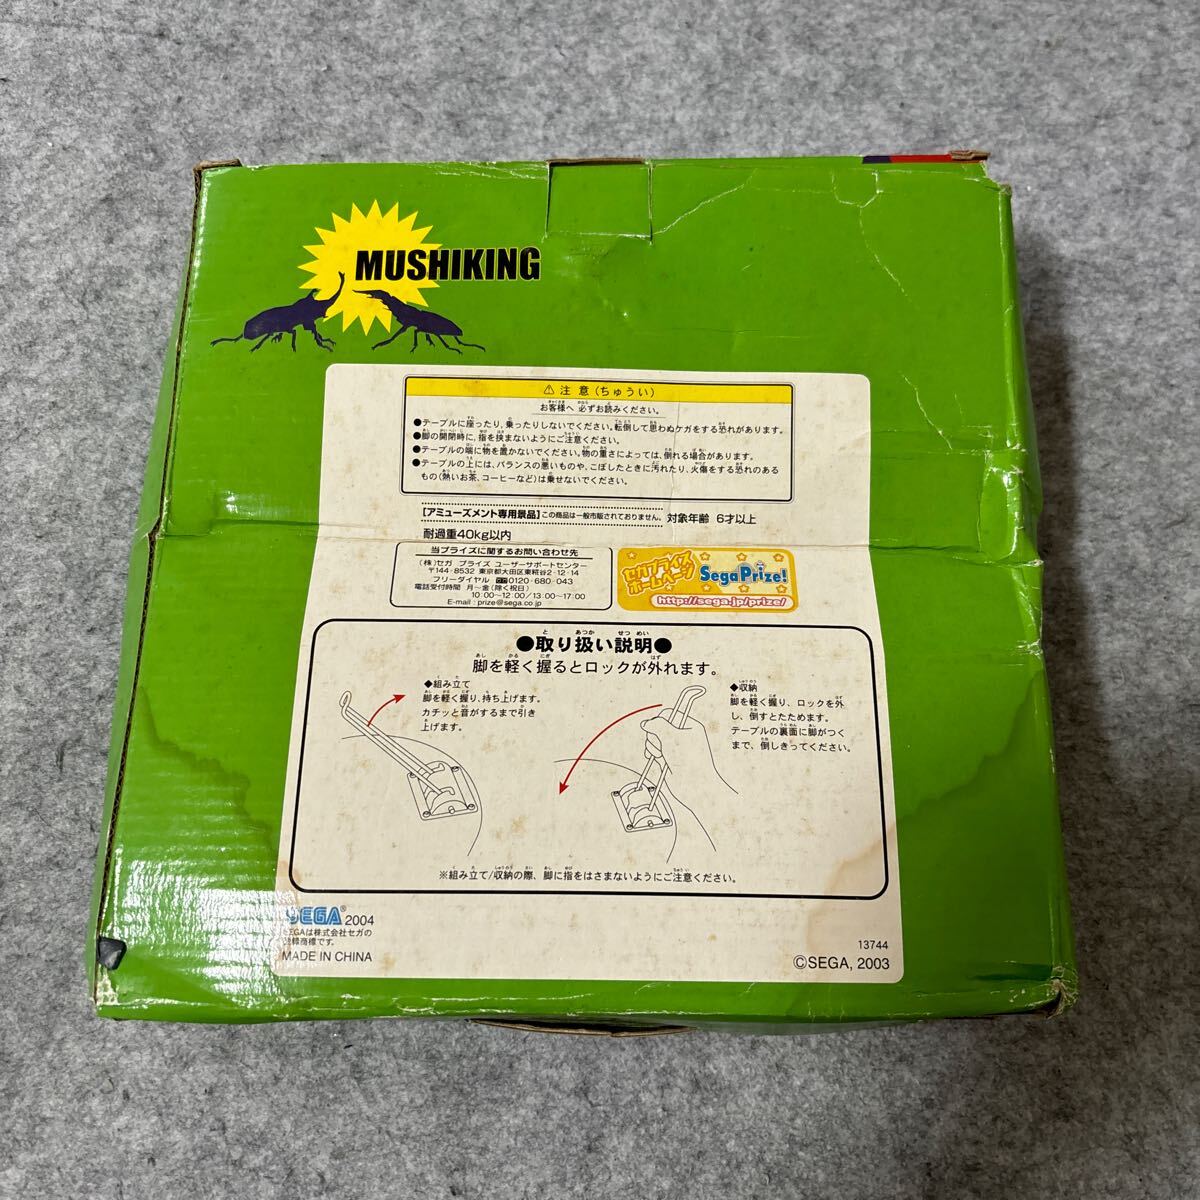 MUSHIKING
⚠ 注意(ちゅうい)
お客様へ 必ずお読みください。
●テーブルに座ったり、乗ったりしないでください。転倒して思わぬケガをする恐れがあります。
●脚の開閉時に、指を挟まないようにご注意ください。
●テーブルの端に物を置かないでください。物の重さによっては、倒れる場合があります。
●テーブルの上には、バランスの悪いものや、こぼしたときに汚れたり、火傷をする恐れのある
もの(熱いお茶、コーヒーなど)は乗せないでください。
【アミューズメント専用景品】この商品は一般市販されておりません。 対象年齢 6才以上
耐過重40kg以内
当プライズに関するお問い合わせ先
(株)セガ プライズ ユーザーサポートセンター
〒144-8532 東京都大田区東糀谷2-12-14
フリーダイヤル 0120-680-043
電話受付時間 月〜金(除く祝日)
10:00〜12:00/13:00〜17:00
E-mail : prize@sega.co.jp
セガプライズ
ホームページ
SegaPrize!
http://sega.jp/prize/
●取り扱い説明●
脚を軽く握るとロックが外れます。
◆組み立て
脚を軽く握り、持ち上げます。
カチッと音がするまで引き
上げます。
◆収納
脚を軽く握り、ロックを外
し、倒すとたためます。
テーブルの裏面に脚がつく
まで、倒しきってください。
※組み立て/収納の際、脚に指をはさまないようにご注意ください。
SEGA® 2004
SEGAは株式会社セガの
登録商標です。
MADE IN CHINA
13744
©SEGA, 2003